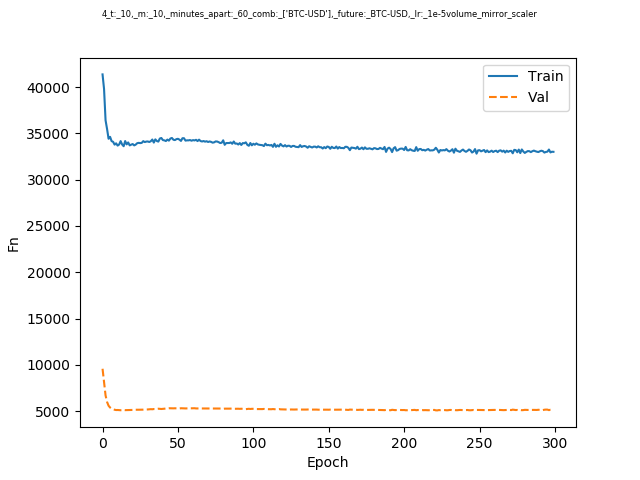 4_t:_10,_m:_10,_minutes_apart:_60_comb:_['BTC-USD'],_future:_BTC-USD,_lr:_1e-5volume_mirror_scaler
Train
Val
Fn
40000
35000
30000
25000
20000
15000
10000
5000
0 50 100 150 200 250 300
Epoch